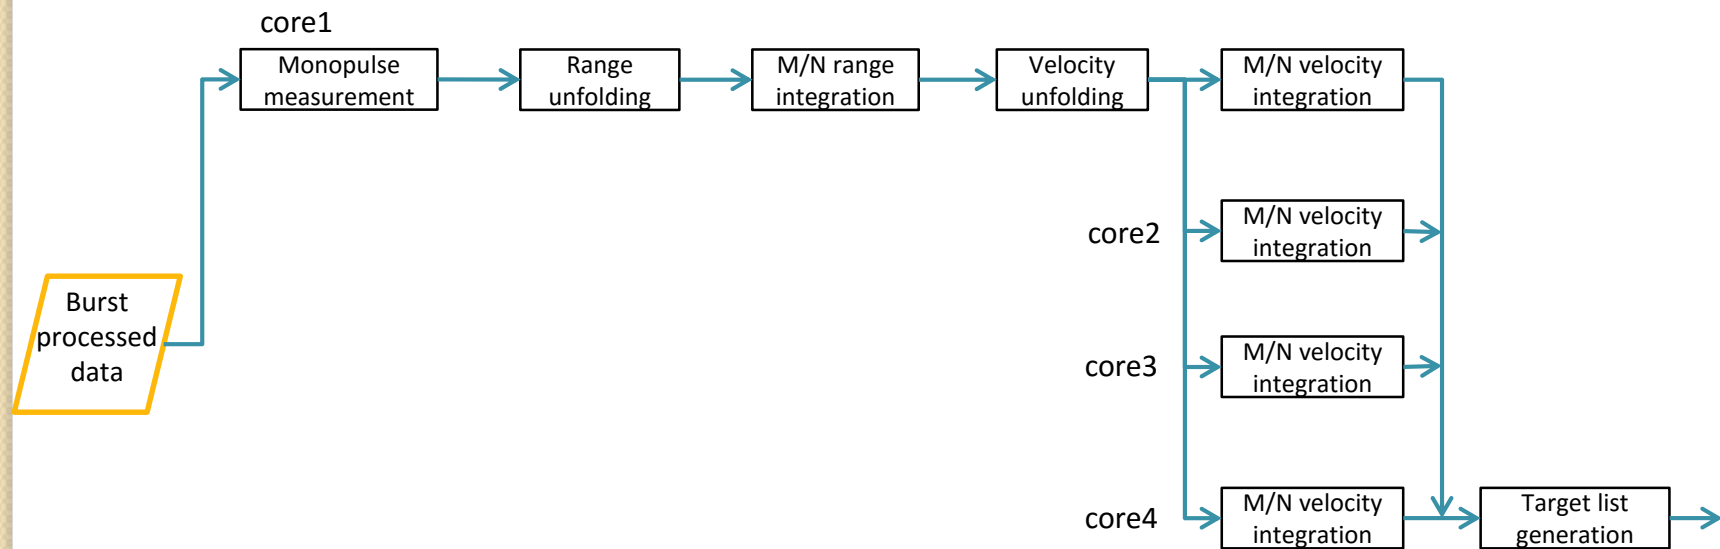 core1
Monopulse
measurement
Range
unfolding
M/N range
integration
Velocity
unfolding
M/N velocity
integration
core2
M/N velocity
integration
Burst
processed
data
core3
M/N velocity
integration
core4
M/N velocity
integration
Target list
generation